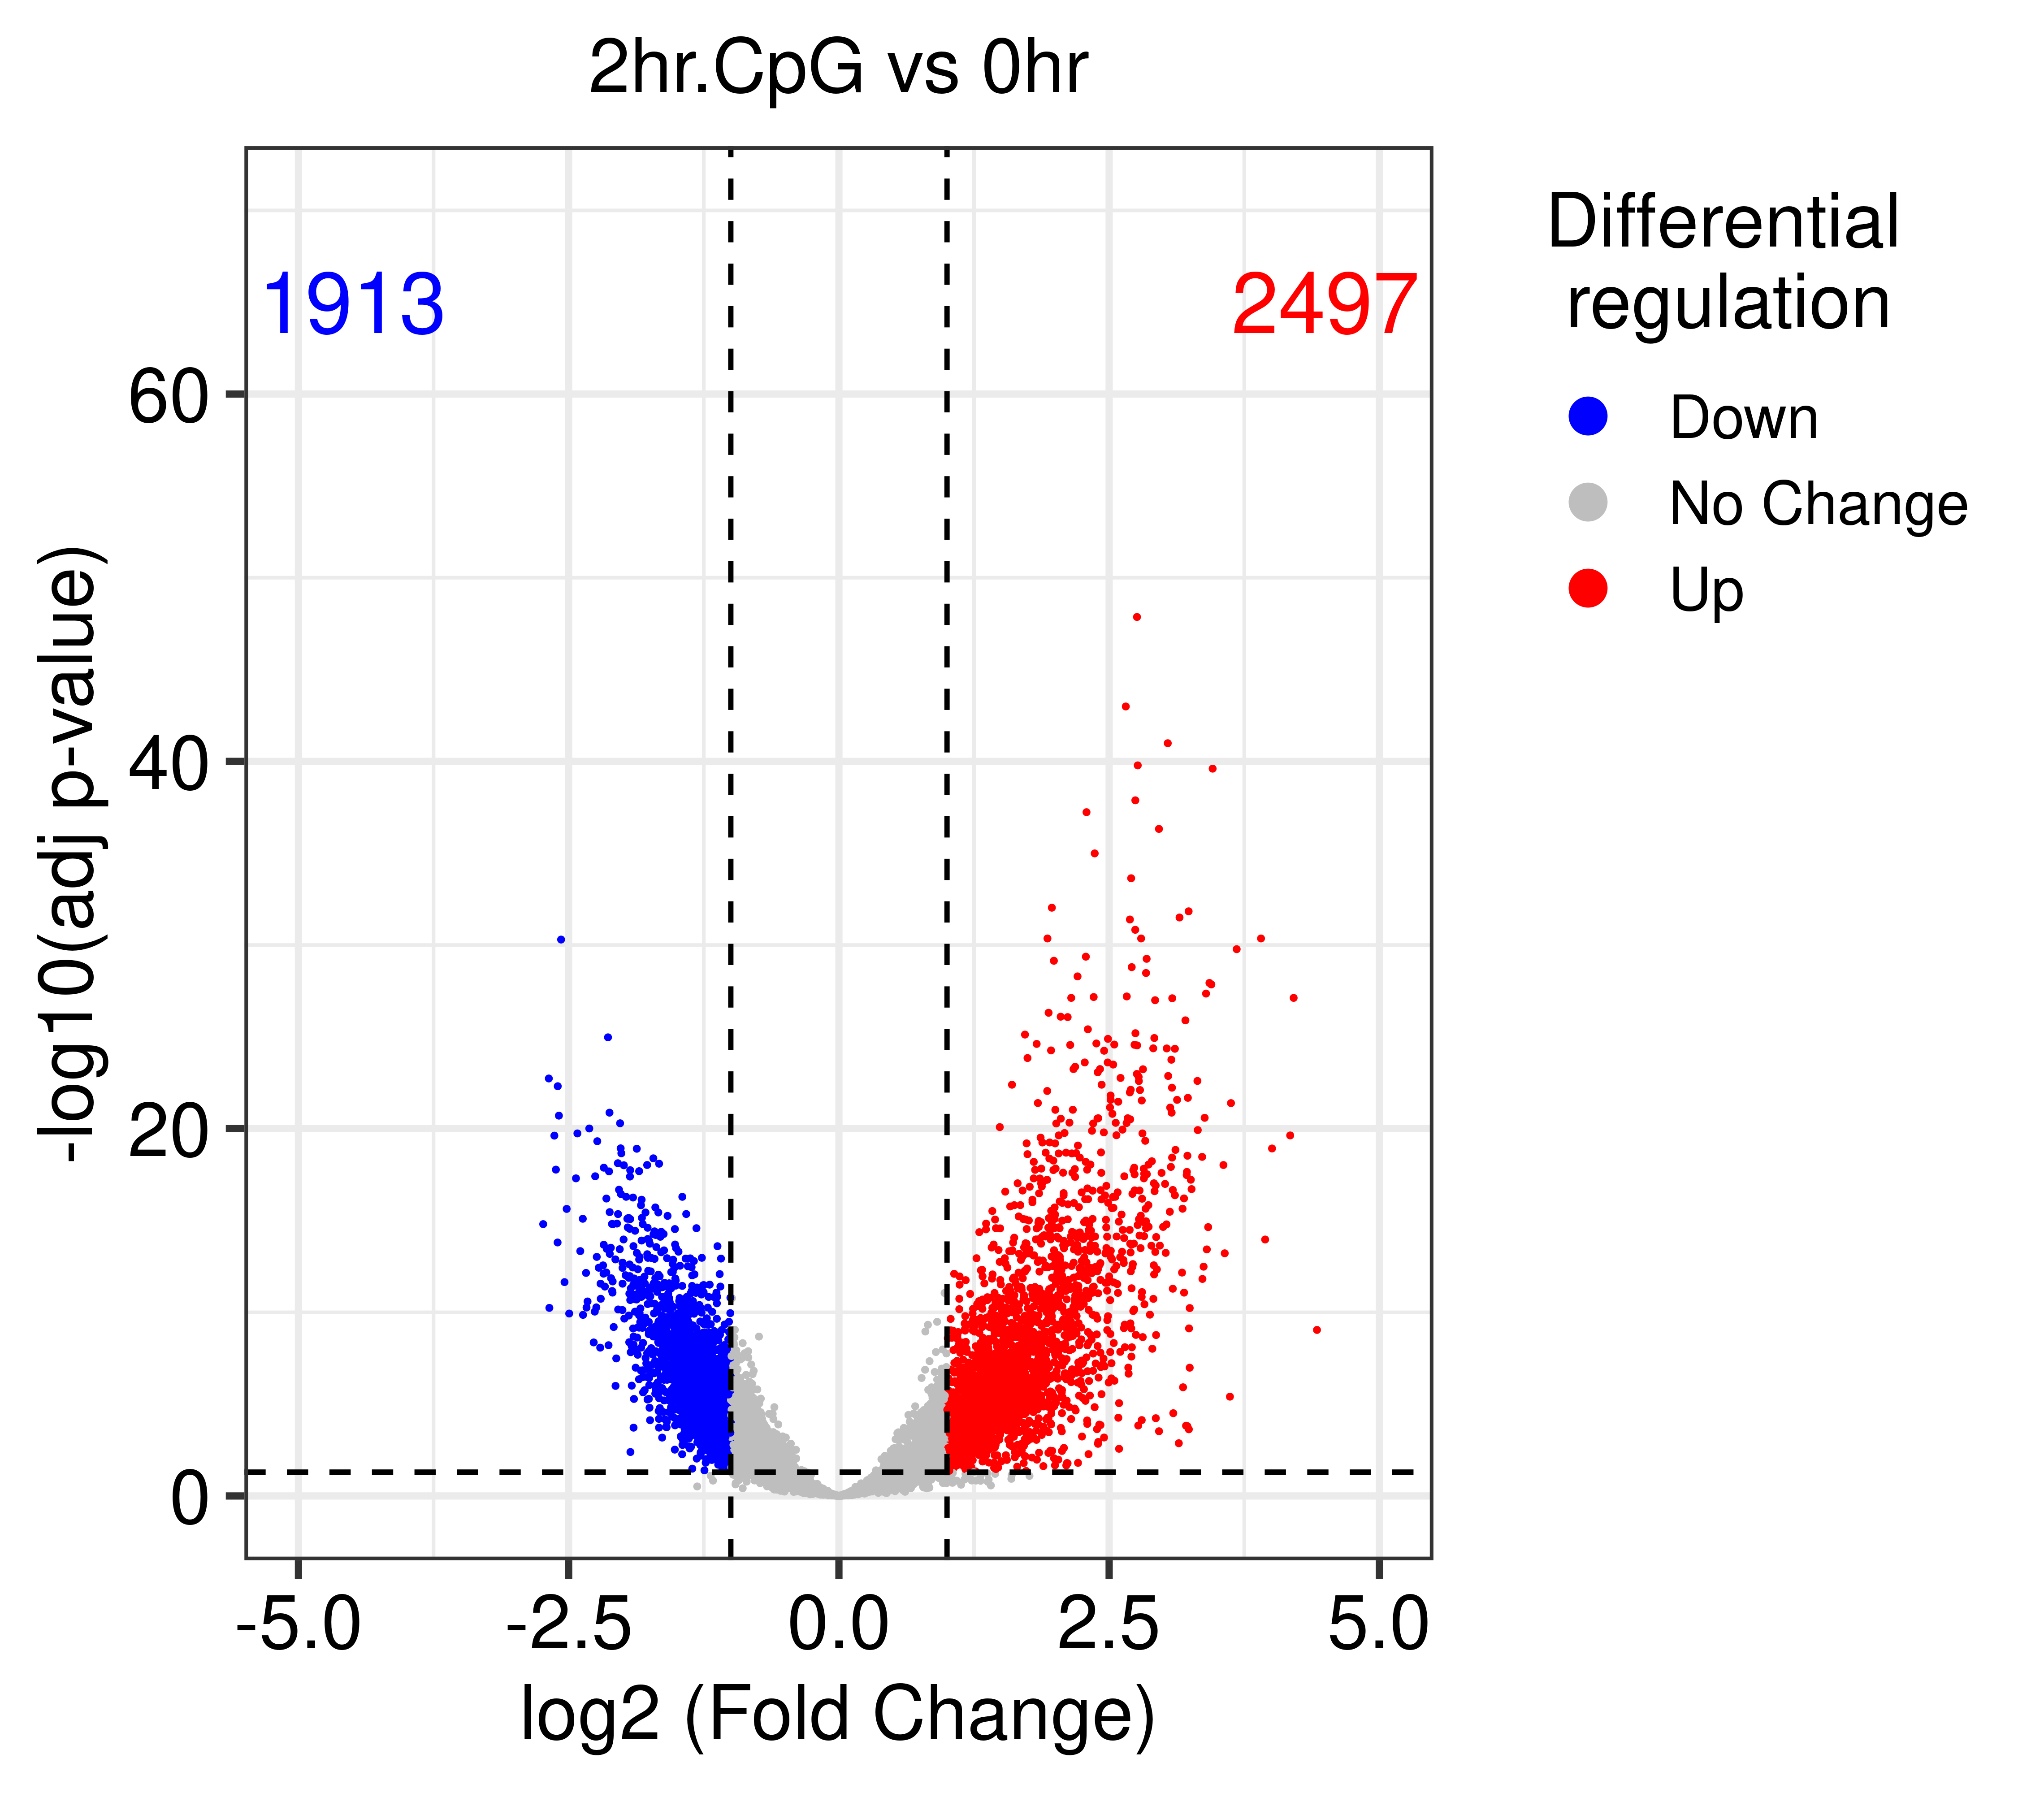 2hr.CpG vs 0hr
1913
2497
Differential
regulation
Down
No Change
Up
-log10(adj p-value)
60
40
20
0
-5.0
-2.5
0.0
2.5
5.0
log2 (Fold Change)